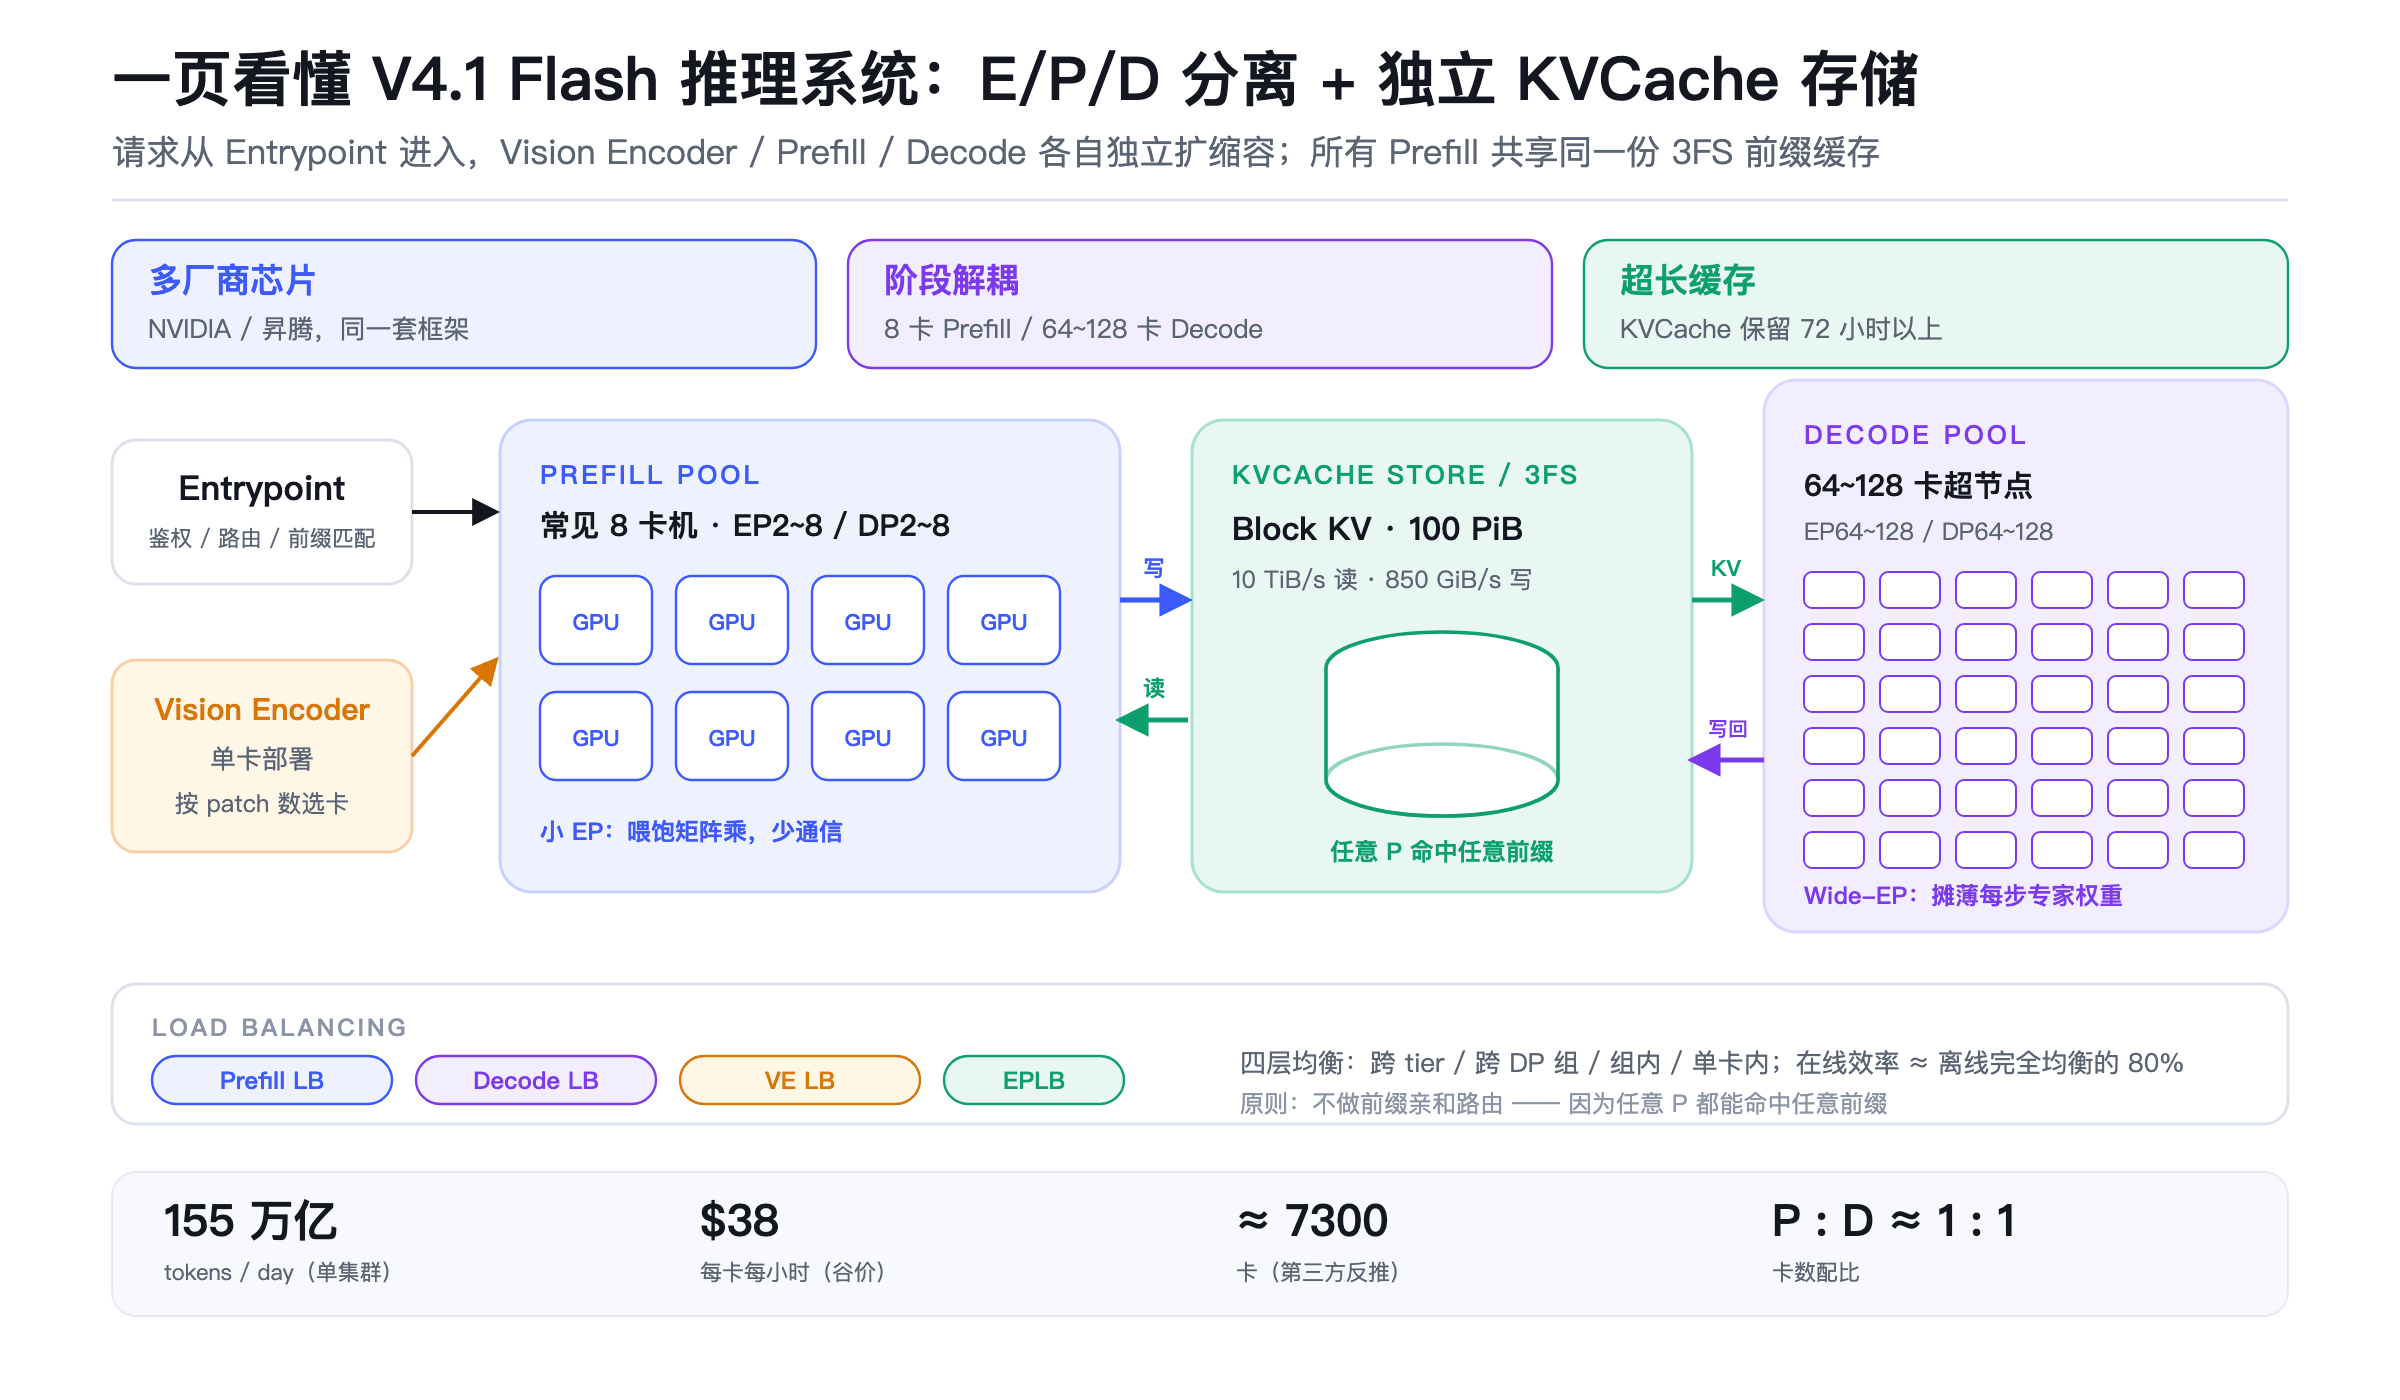 一页看懂 V4.1 Flash 推理系统：E/P/D 分离 + 独立 KVCache 存储
请求从 Entrypoint 进入，Vision Encoder / Prefill / Decode 各自独立扩缩容；所有 Prefill 共享同一份 3FS 前缀缓存
多厂商芯片
NVIDIA / 昇腾，同一套框架
阶段解耦
8 卡 Prefill / 64~128 卡 Decode
超长缓存
KVCache 保留 72 小时以上
Entrypoint
鉴权 / 路由 / 前缀匹配
Vision Encoder
单卡部署
按 patch 数选卡
PREFILL POOL
常见 8 卡机 · EP2~8 / DP2~8
GPU GPU GPU GPU
GPU GPU GPU GPU
小 EP：喂饱矩阵乘，少通信
写
读
KVCACHE STORE / 3FS
Block KV · 100 PiB
10 TiB/s 读 · 850 GiB/s 写
任意 P 命中任意前缀
KV
写回
DECODE POOL
64~128 卡超节点
EP64~128 / DP64~128
Wide-EP：摊薄每步专家权重
LOAD BALANCING
Prefill LB
Decode LB
VE LB
EPLB
四层均衡：跨 tier / 跨 DP 组 / 组内 / 单卡内；在线效率 ≈ 离线完全均衡的 80%
原则：不做前缀亲和路由 —— 因为任意 P 都能命中任意前缀
155 万亿
tokens / day（单集群）
$38
每卡每小时（谷价）
≈ 7300
卡（第三方反推）
P : D ≈ 1 : 1
卡数配比